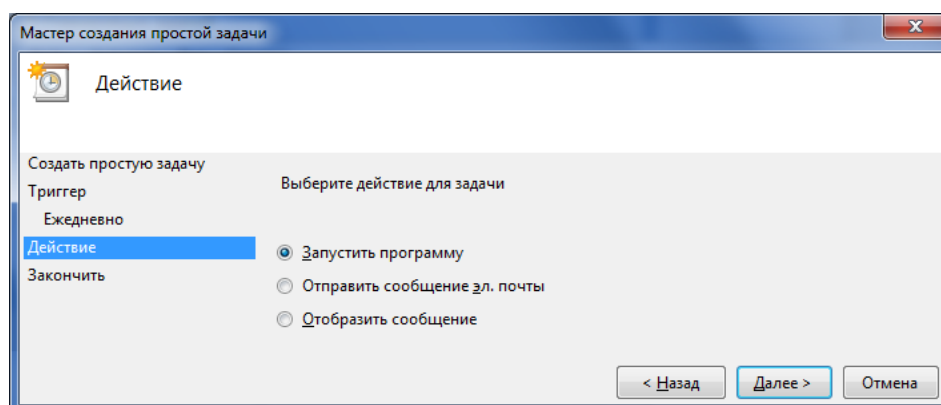 Мастер создания простой задачи
Действие
Создать простую задачу
Триггер
Ежедневно
Действие
Закончить
Выберите действие для задачи
Запустить программу
Отправить сообщение эл. почты
Отобразить сообщение
< Назад
Далее >
Отмена